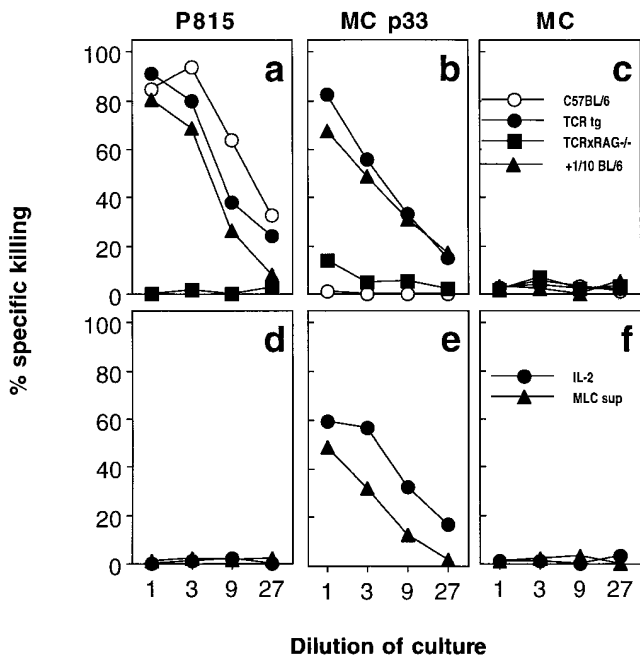 P815 MC p33 MC
100 a b c
80 C57BL/6
TCR tg
60 TCRxRAG-/-
+1/10 BL/6
40
20
0
% specific killing
100 d e f
80 IL-2
MLC sup
60
40
20
0
1 3 9 27 1 3 9 27 1 3 9 27
Dilution of culture